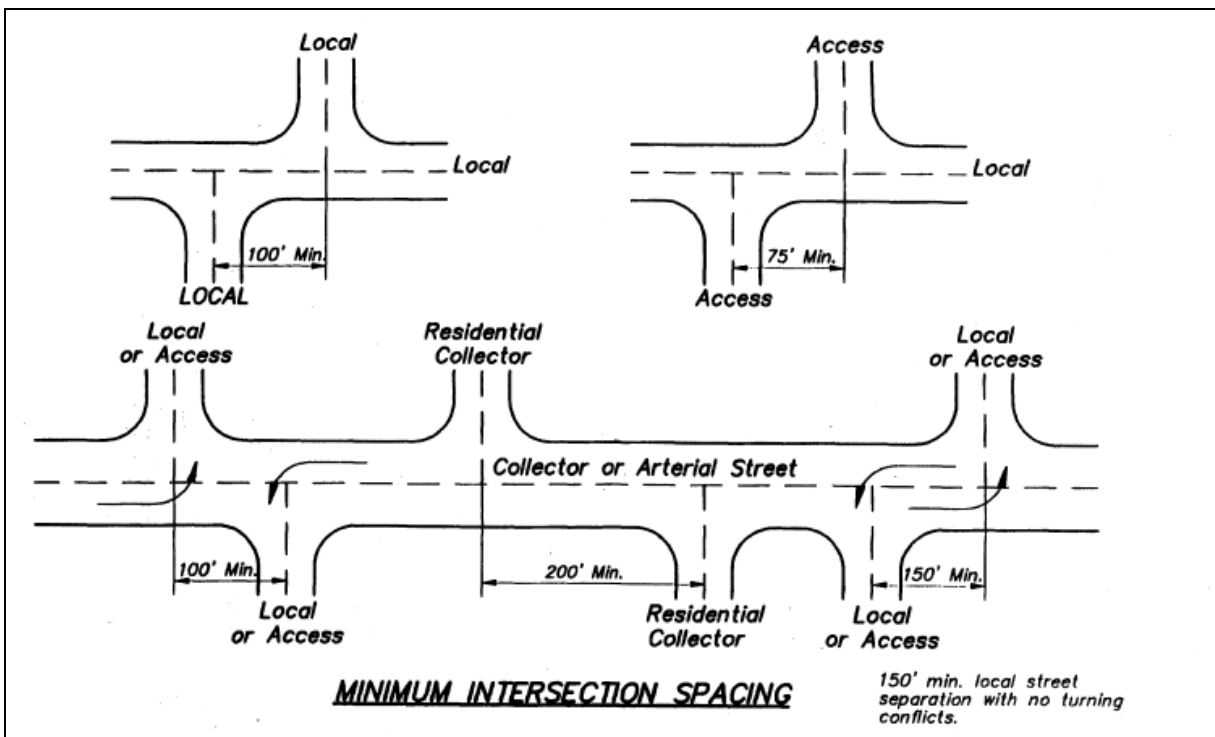 Local
Access
Local
Local
100' Min.
75' Min.
LOCAL
Access
Local
or Access
Residential
Collector
Local
or Access
Collector or Arterial Street
100' Min.
200' Min.
150' Min.
Local
or Access
Residential
Collector
Local
or Access
MINIMUM INTERSECTION SPACING
150' min. local street
separation with no turning
conflicts.